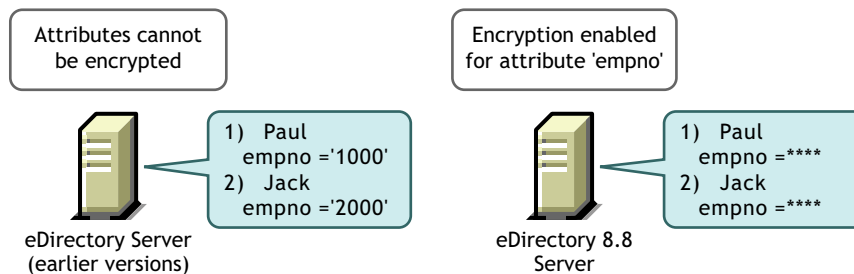 Attributes cannot
be encrypted
1) Paul
empno ='1000'
2) Jack
empno ='2000'
eDirectory Server
(earlier versions)
Encryption enabled
for attribute 'empno'
1) Paul
empno =****
2) Jack
empno =****
eDirectory 8.8
Server